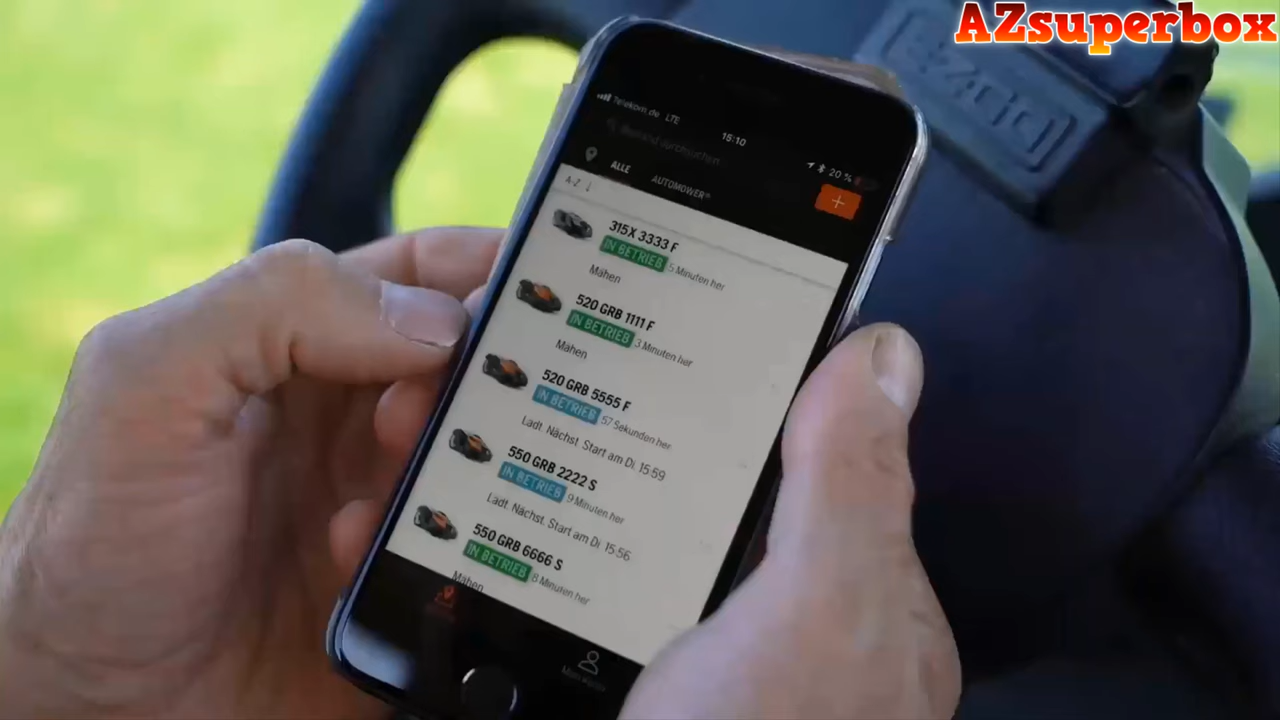 AZsuperbox
Telekom.de LTE
15:10
20 %
Bestand durchsuchen
ALLE
AUTOMOWER®
A-Z ↓
315X 3333 F
IN BETRIEB 5 Minuten her
Mähen
520 GRB 1111 F
IN BETRIEB 3 Minuten her
Mähen
520 GRB 5555 F
IN BETRIEB 57 Sekunden her
Lädt. Nächst. Start am Di. 15:59
550 GRB 2222 S
IN BETRIEB 9 Minuten her
Lädt. Nächst. Start am Di. 15:56
550 GRB 6666 S
IN BETRIEB 8 Minuten her
Mähen